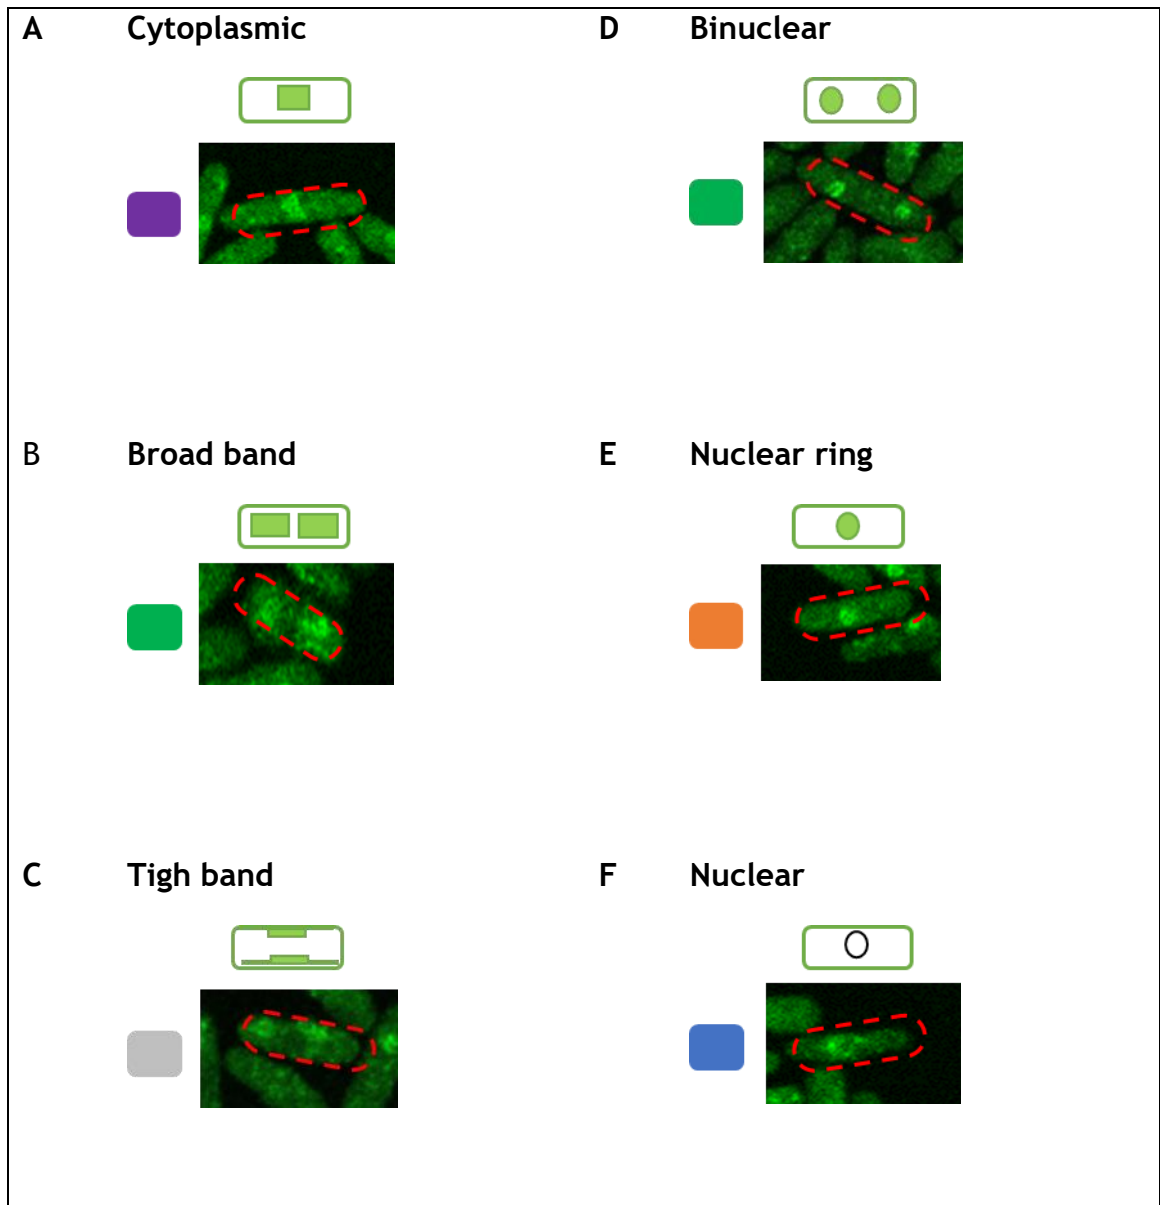 A Cytoplasmic
D Binuclear
B Broad band
E Nuclear ring
C Tigh band
F Nuclear